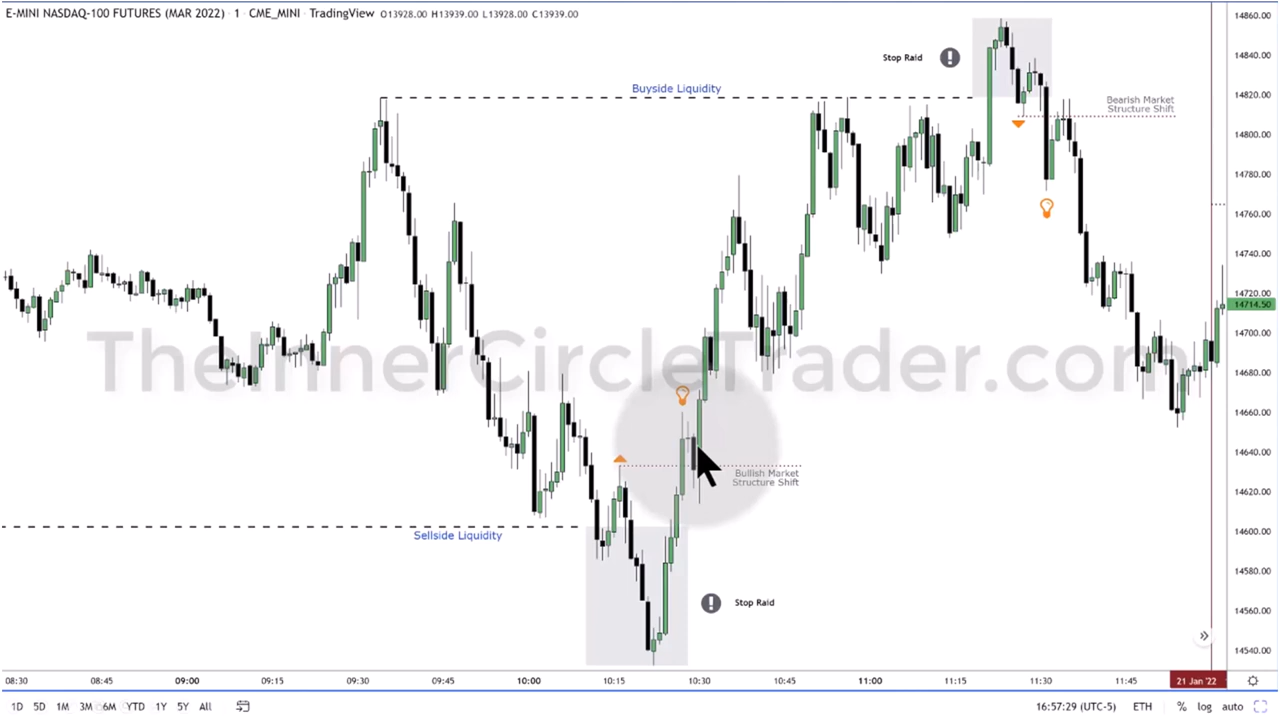 E-MINI NASDAQ-100 FUTURES (MAR 2022) · 1 · CME_MINI · TradingView O13928.00 H13939.00 L13928.00 C13939.00
Stop Raid
Buyside Liquidity
Bearish Market
Structure Shift
TheInnerCircleTrader.com
Bullish Market
Structure Shift
Sellside Liquidity
Stop Raid
14860.00
14840.00
14820.00
14800.00
14780.00
14760.00
14740.00
14720.00
14714.50
14700.00
14680.00
14660.00
14640.00
14620.00
14600.00
14580.00
14560.00
14540.00
08:30 08:45 09:00 09:15 09:30 09:45 10:00 10:15 10:30 10:45 11:00 11:15 11:30 11:45 21 Jan '22
1D 5D 1M 3M 6M YTD 1Y 5Y All 16:57:29 (UTC-5) ETH % log auto